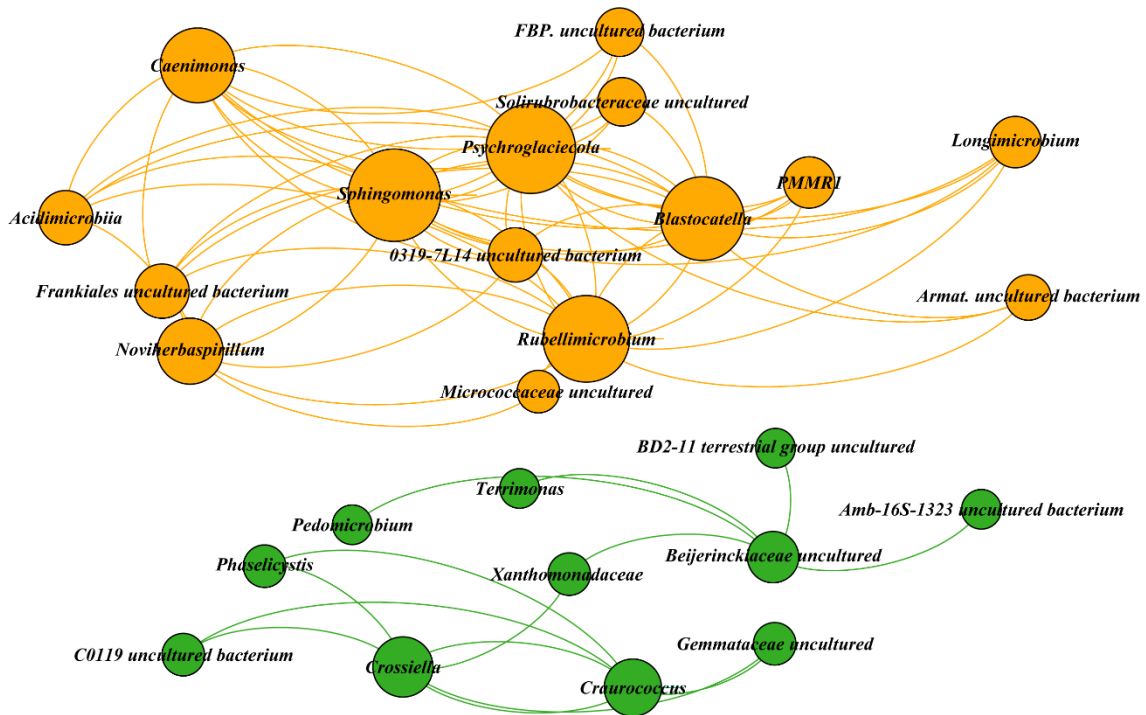 FBP. uncultured bacterium
Caenimonas
Solirubrobacteraceae uncultured
Psychroglaciecola
Longimicrobium
PMMR1
Sphingomonas
Acidimicrobiia
Blastocatella
0319-7L14 uncultured bacterium
Frankiales uncultured bacterium
Armat. uncultured bacterium
Noviherbaspirillum
Rubellimicrobium
Micrococcaceae uncultured
BD2-11 terrestrial group uncultured
Terrimonas
Amb-16S-1323 uncultured bacterium
Pedomicrobium
Beijerinckiaceae uncultured
Phaselicystis
Xanthomonadaceae
Gemmataceae uncultured
C0119 uncultured bacterium
Crossiella
Craurococcus